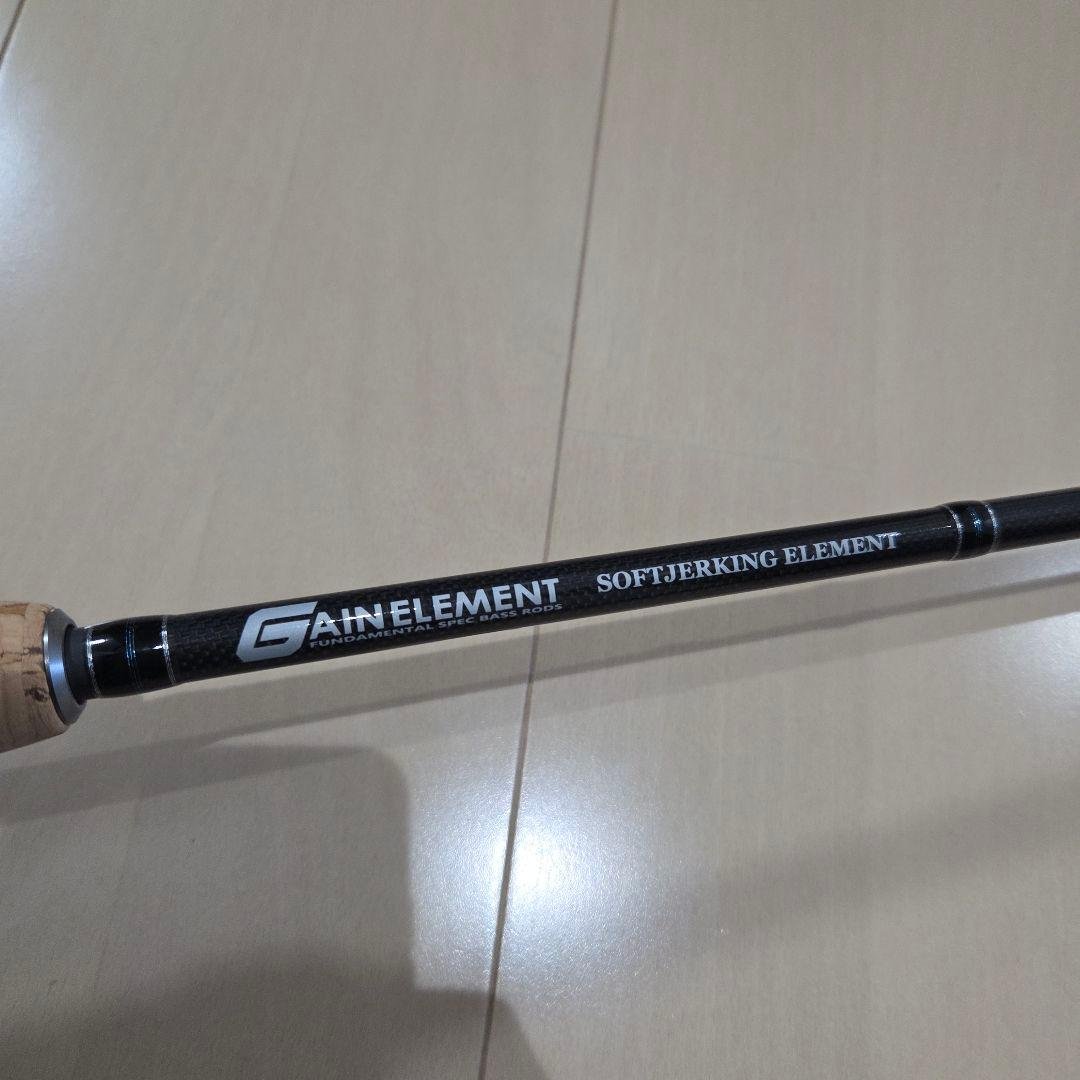 GAINELEMENT
FUNDAMENTAL SPEC BASS RODS
SOFTJERKING ELEMENT